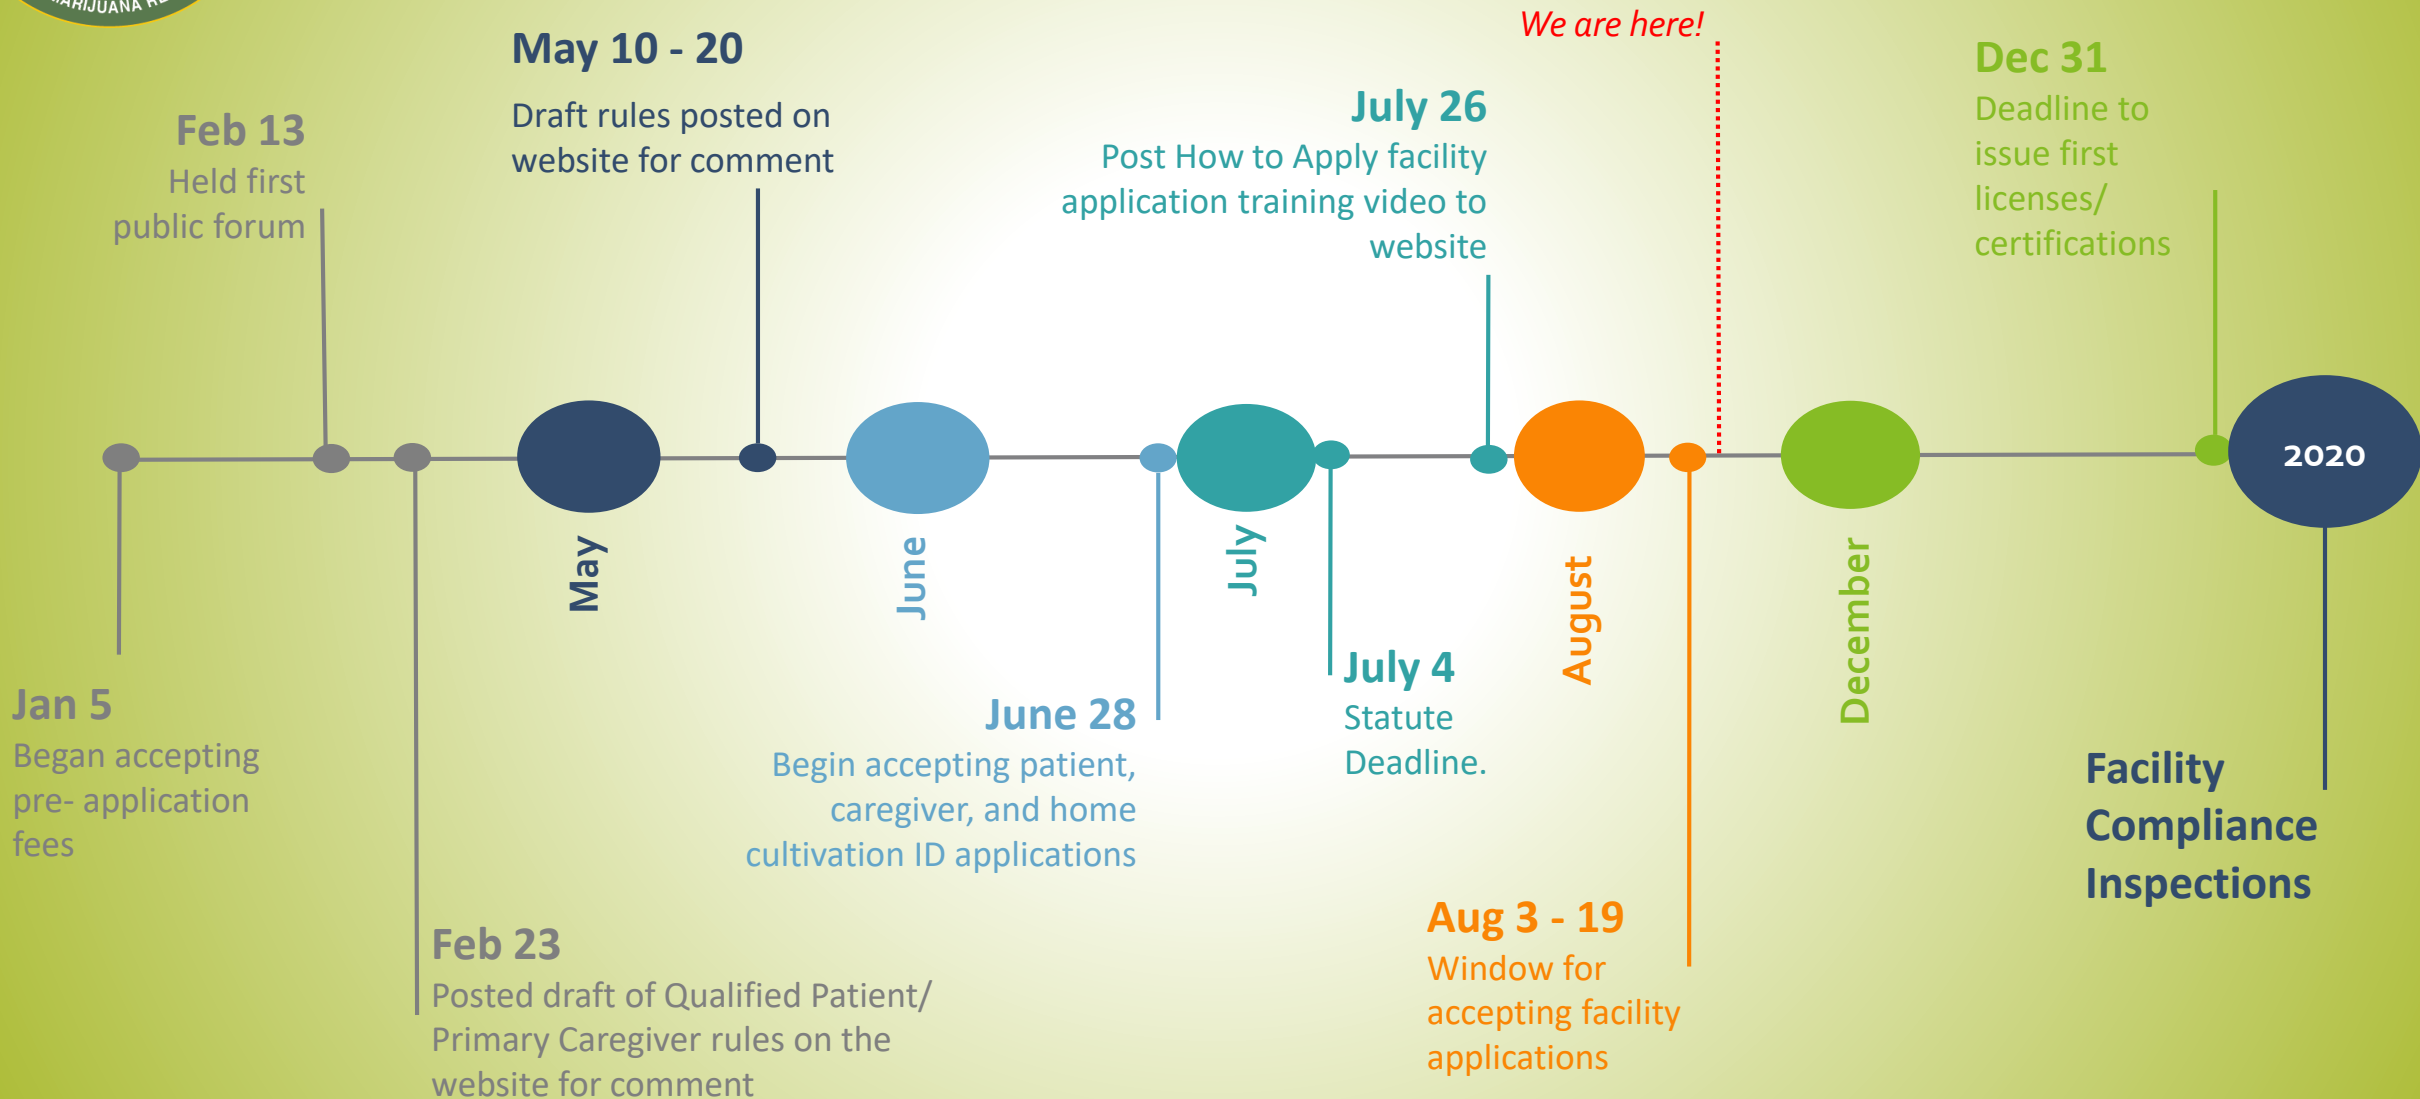 MARIJUANA
We are here!
May 10 - 20
Draft rules posted on
website for comment
Feb 13
Held first
public forum
July 26
Post How to Apply facility
application training video to
website
Dec 31
Deadline to
issue first
licenses/
certifications
2020
May
June
July
August
December
Jan 5
Began accepting
pre- application
fees
Feb 23
Posted draft of Qualified Patient/
Primary Caregiver rules on the
website for comment
June 28
Begin accepting patient,
caregiver, and home
cultivation ID applications
July 4
Statute
Deadline.
Aug 3 - 19
Window for
accepting facility
applications
Facility
Compliance
Inspections